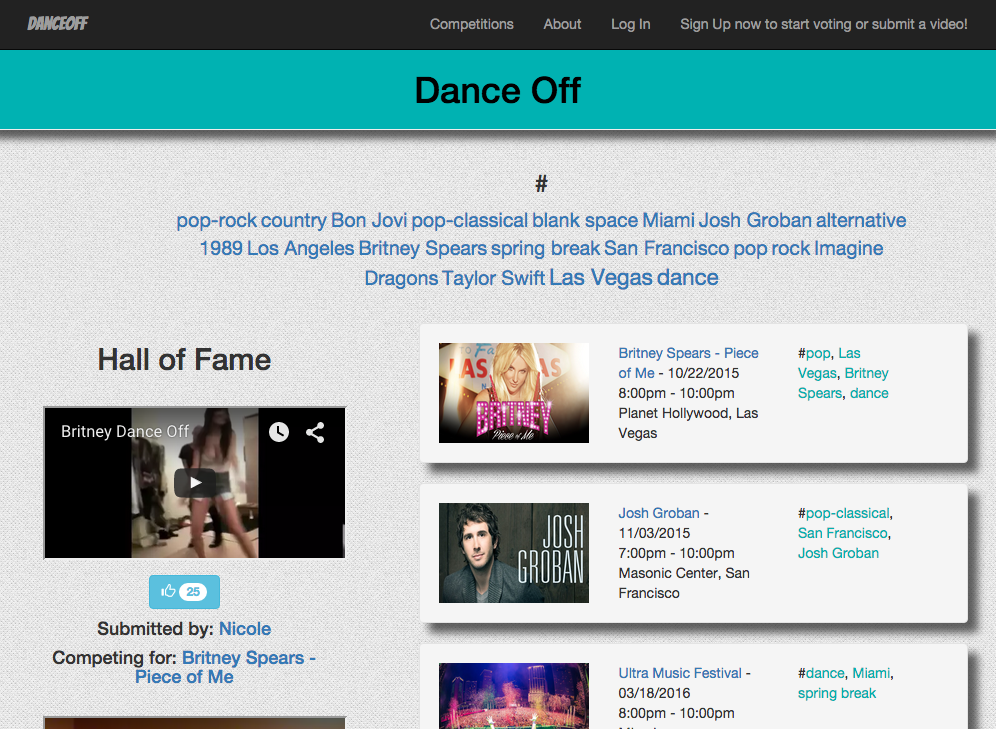 DANCEOFF
Competitions
About
Log In
Sign Up now to start voting or submit a video!
Dance Off
#
pop-rock country Bon Jovi pop-classical blank space Miami Josh Groban alternative
1989 Los Angeles Britney Spears spring break San Francisco pop rock Imagine
Dragons Taylor Swift Las Vegas dance
Hall of Fame
Britney Dance Off
25
Submitted by: Nicole
Competing for: Britney Spears -
Piece of Me
LAS
AS
BRITNEY
Piece of Me
Britney Spears - Piece
of Me - 10/22/2015
8:00pm - 10:00pm
Planet Hollywood, Las
Vegas
#pop, Las
Vegas, Britney
Spears, dance
JOSH
GROBAN
Josh Groban -
11/03/2015
7:00pm - 10:00pm
Masonic Center, San
Francisco
#pop-classical,
San Francisco,
Josh Groban
Ultra Music Festival -
03/18/2016
8:00pm - 10:00pm
#dance, Miami,
spring break